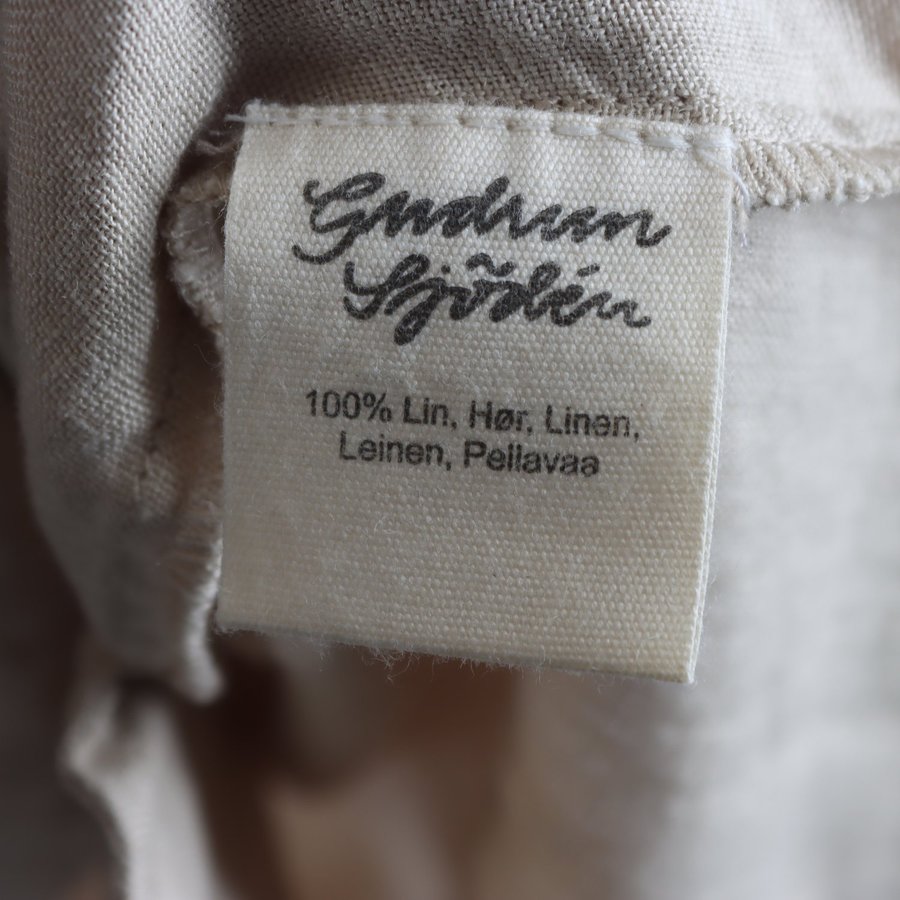 Gudrun
Sjödén
100% Lin, Hør, Linen,
Leinen, Pellavaa